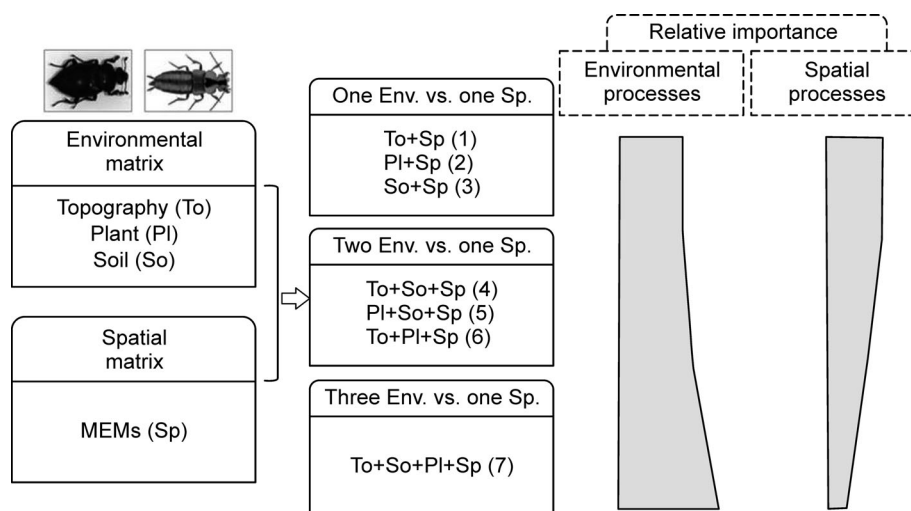 Environmental
matrix
Topography (To)
Plant (Pl)
Soil (So)
Spatial
matrix
MEMs (Sp)
One Env. vs. one Sp.
To+Sp (1)
Pl+Sp (2)
So+Sp (3)
Two Env. vs. one Sp.
To+So+Sp (4)
Pl+So+Sp (5)
To+Pl+Sp (6)
Three Env. vs. one Sp.
To+So+Pl+Sp (7)
Relative importance
Environmental
processes
Spatial
processes